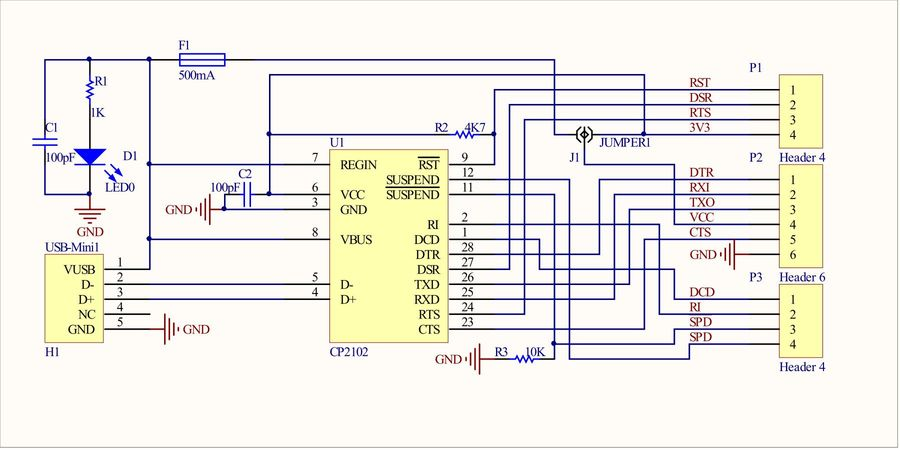 F1
500mA
R1
1K
C1
100pF
D1
LED0
GND
USB-Mini1
VUSB 1
D- 2
D+ 3
NC 4
GND 5
GND
H1
U1
7 REGIN
6 VCC
3 GND
8 VBUS
5 D-
4 D+
RST 9
SUSPEND 12
SUSPEND 11
RI 2
DCD 1
DTR 28
DSR 27
TXD 26
RXD 25
RTS 24
CTS 23
CP2102
C2
100pF
GND
R2 4K7
GND
R3 10K
J1
JUMPER1
P1
RST 1
DSR 2
RTS 3
3V3 4
Header 4
P2
DTR 1
RXI 2
TXO 3
VCC 4
CTS 5
GND 6
Header 6
P3
DCD 1
RI 2
SPD 3
SPD 4
Header 4